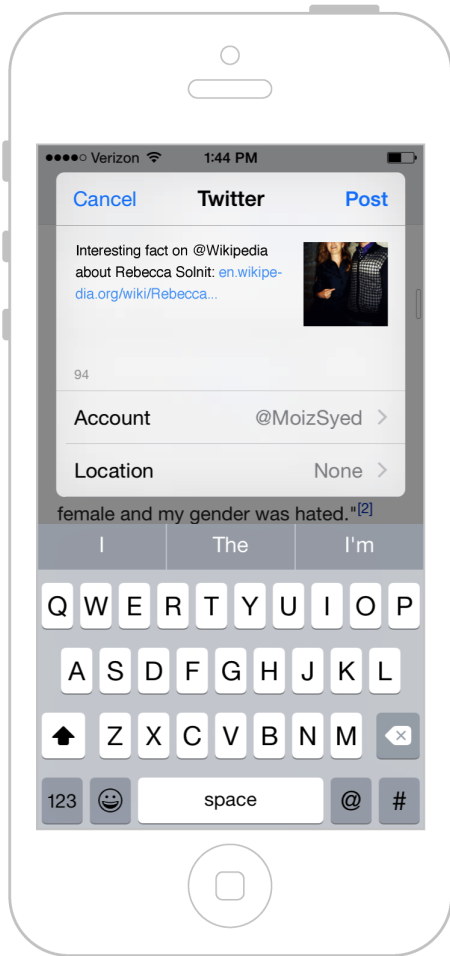 Verizon 1:44 PM
Cancel Twitter Post
Interesting fact on @Wikipedia
about Rebecca Solnit: en.wikipe-
dia.org/wiki/Rebecca...
94
Account @MoizSyed
Location None
female and my gender was hated."[2]
I The I'm
Q W E R T Y U I O P
A S D F G H J K L
Z X C V B N M
123 space @ #